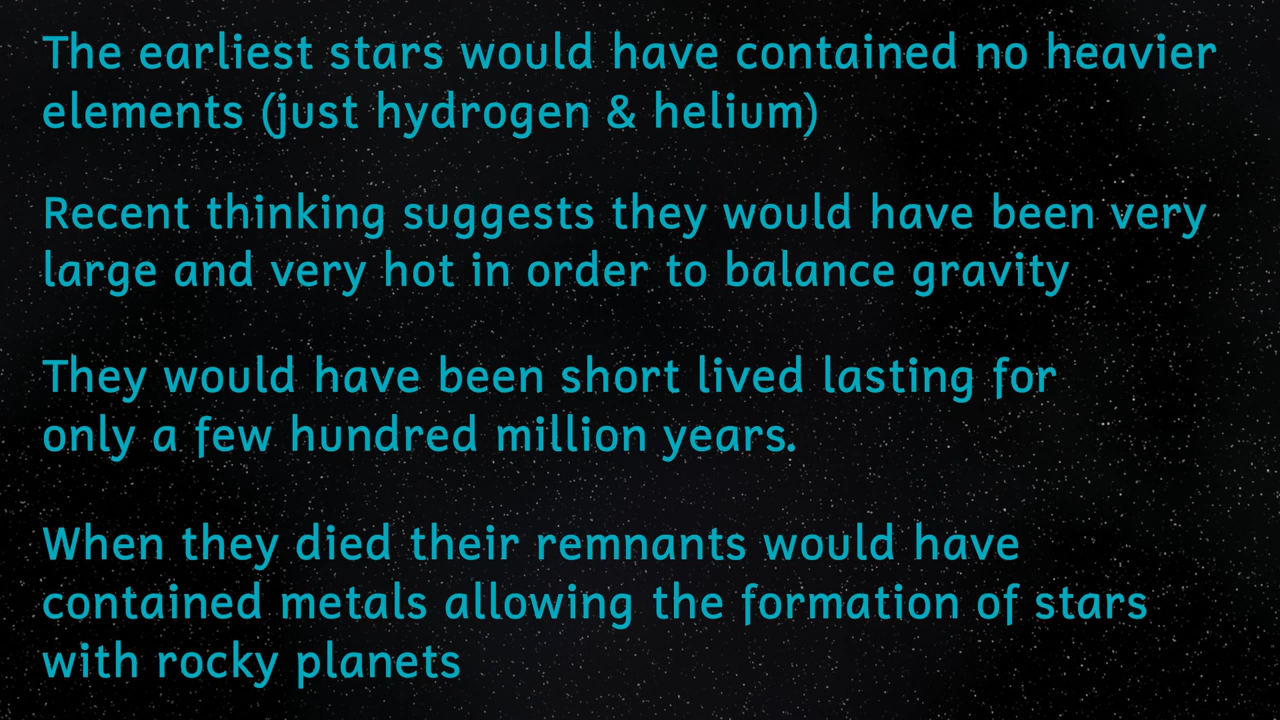 The earliest stars would have contained no heavier
elements (just hydrogen & helium)
Recent thinking suggests they would have been very
large and very hot in order to balance gravity
They would have been short lived lasting for
only a few hundred million years.
When they died their remnants would have
contained metals allowing the formation of stars
with rocky planets